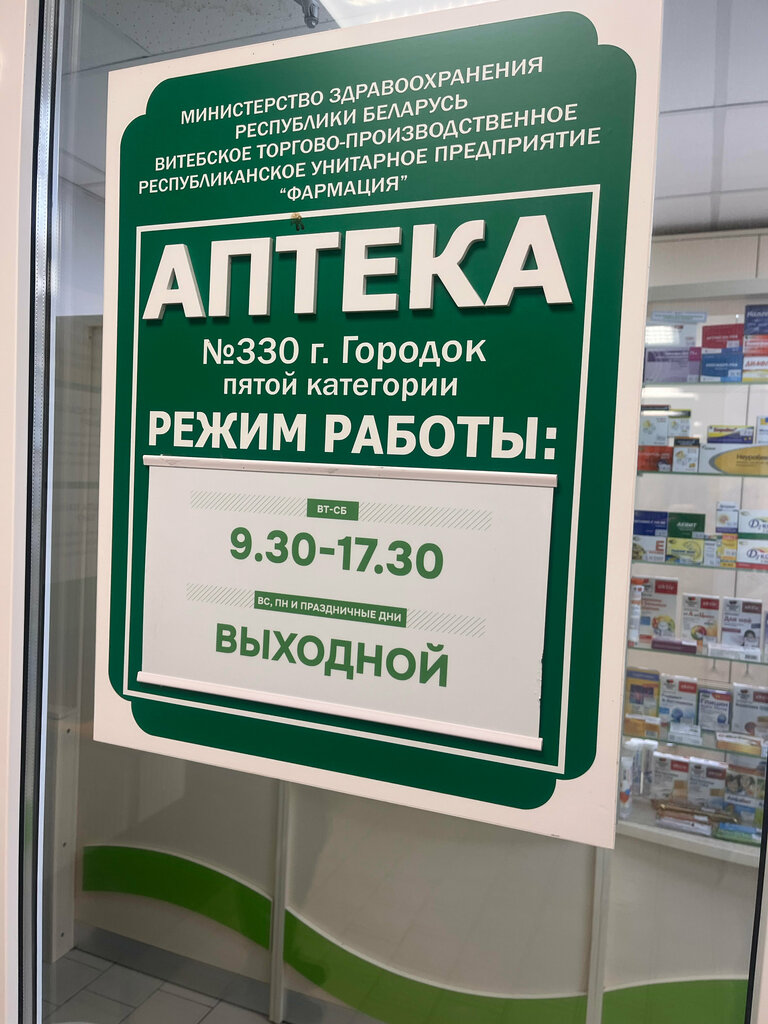 МИНИСТЕРСТВО ЗДРАВООХРАНЕНИЯ
РЕСПУБЛИКИ БЕЛАРУСЬ
ВИТЕБСКОЕ ТОРГОВО-ПРОИЗВОДСТВЕННОЕ
РЕСПУБЛИКАНСКОЕ УНИТАРНОЕ ПРЕДПРИЯТИЕ
“ФАРМАЦИЯ”
АПТЕКА
№330 г. Городок
пятой категории
РЕЖИМ РАБОТЫ:
ВТ-СБ
9.30-17.30
ВС, ПН И ПРАЗДНИЧНЫЕ ДНИ
ВЫХОДНОЙ